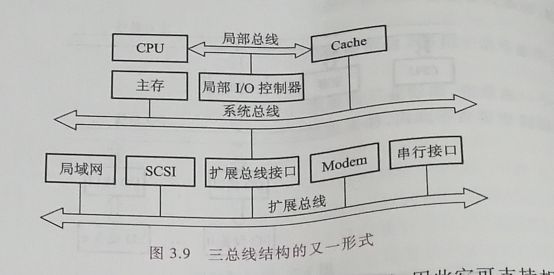 CPU
局部总线
Cache
主存
局部 I/O 控制器
系统总线
局域网
SCSI
扩展总线接口
Modem
串行接口
扩展总线
图 3.9 三总线结构的又一形式